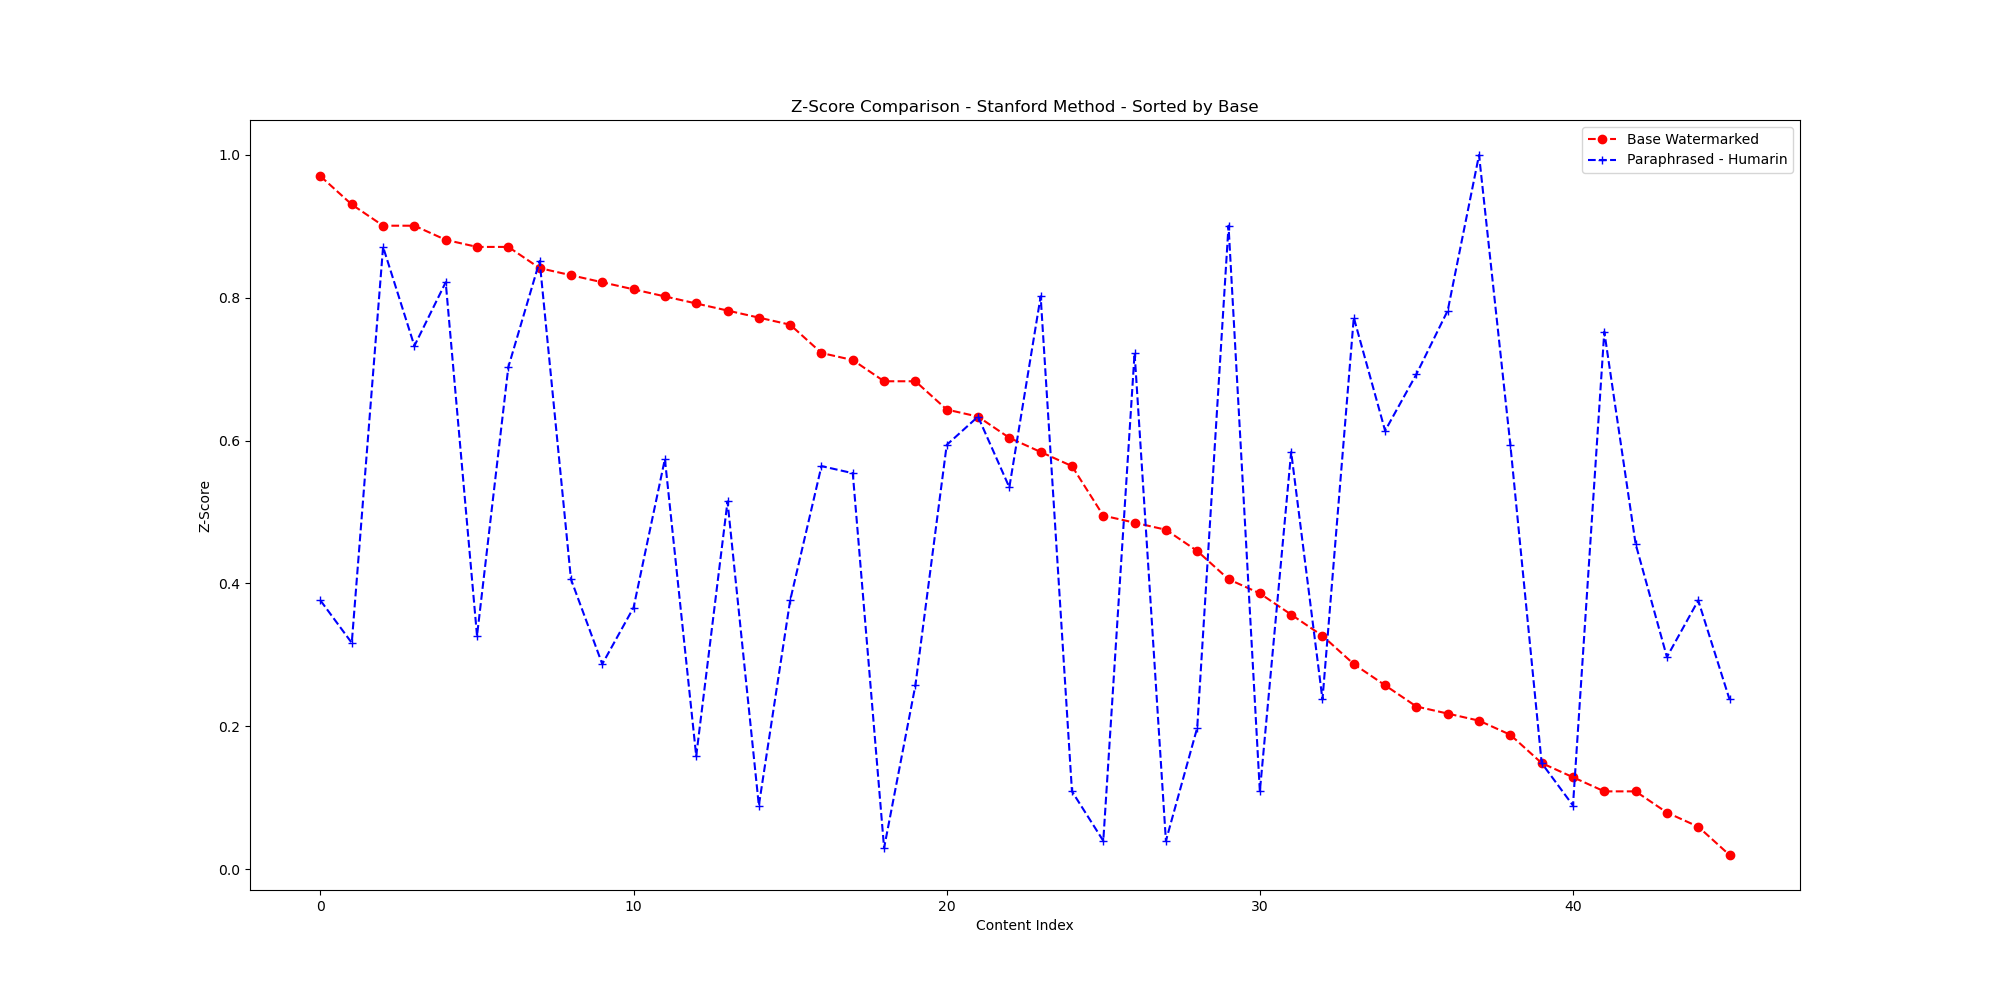 Z-Score Comparison - Stanford Method - Sorted by Base
Base Watermarked
Paraphrased - Humarin
Z-Score
1.0
0.8
0.6
0.4
0.2
0.0
0 10 20 30 40
Content Index